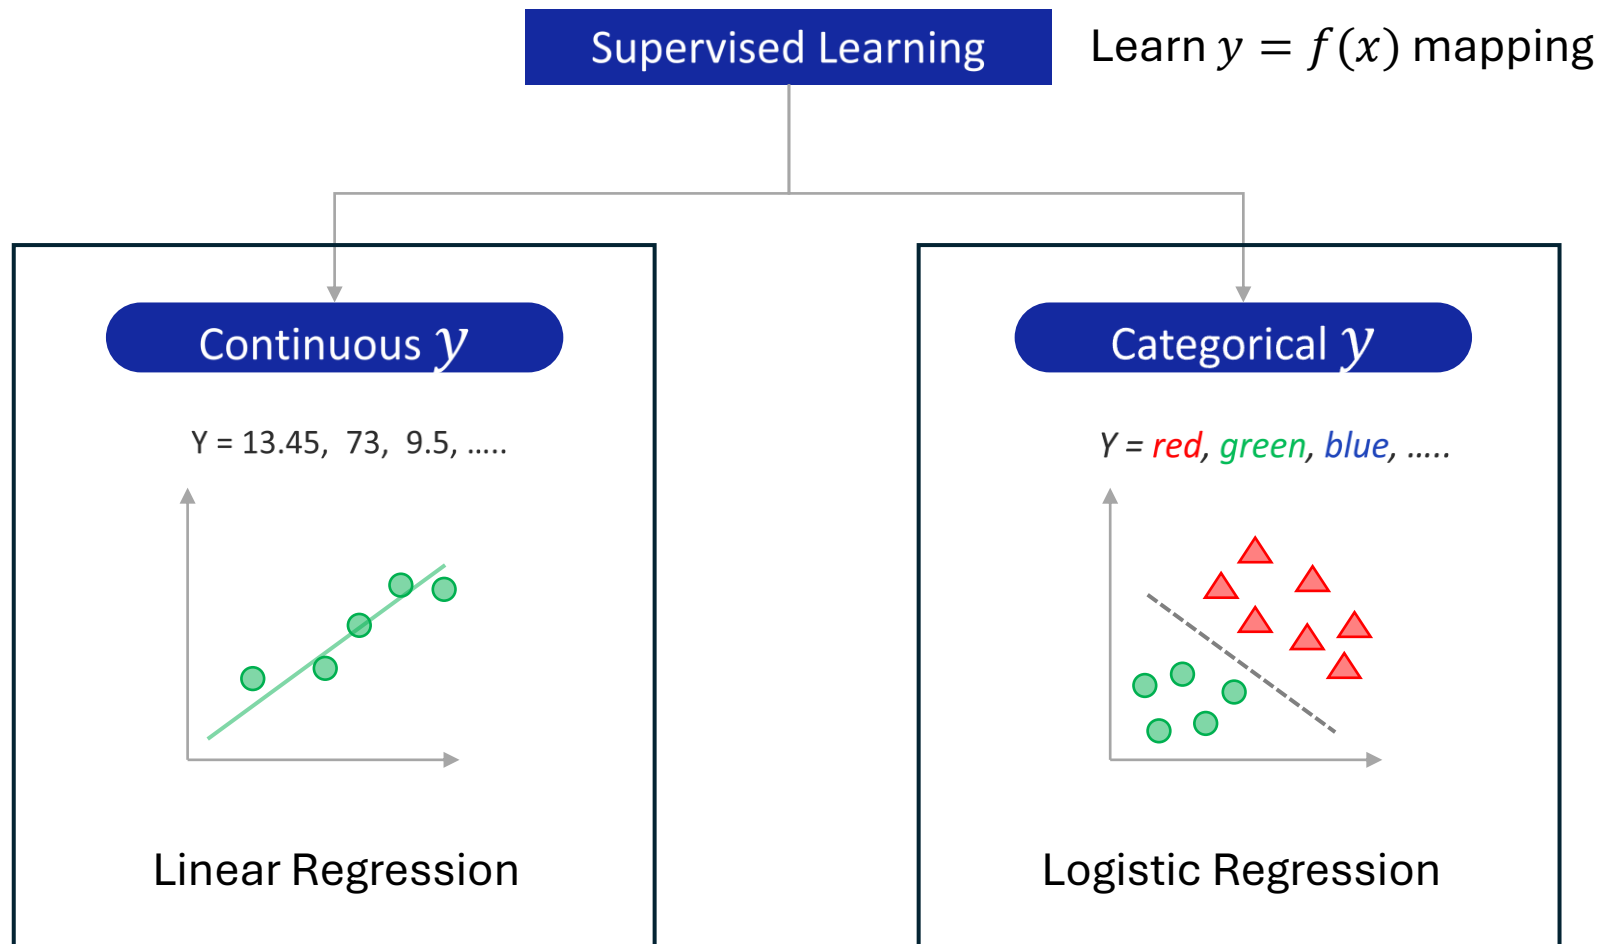 Supervised Learning
Learn y = f(x) mapping
Continuous y
Categorical y
Y = 13.45, 73, 9.5, .....
Y = red, green, blue, .....
Linear Regression
Logistic Regression